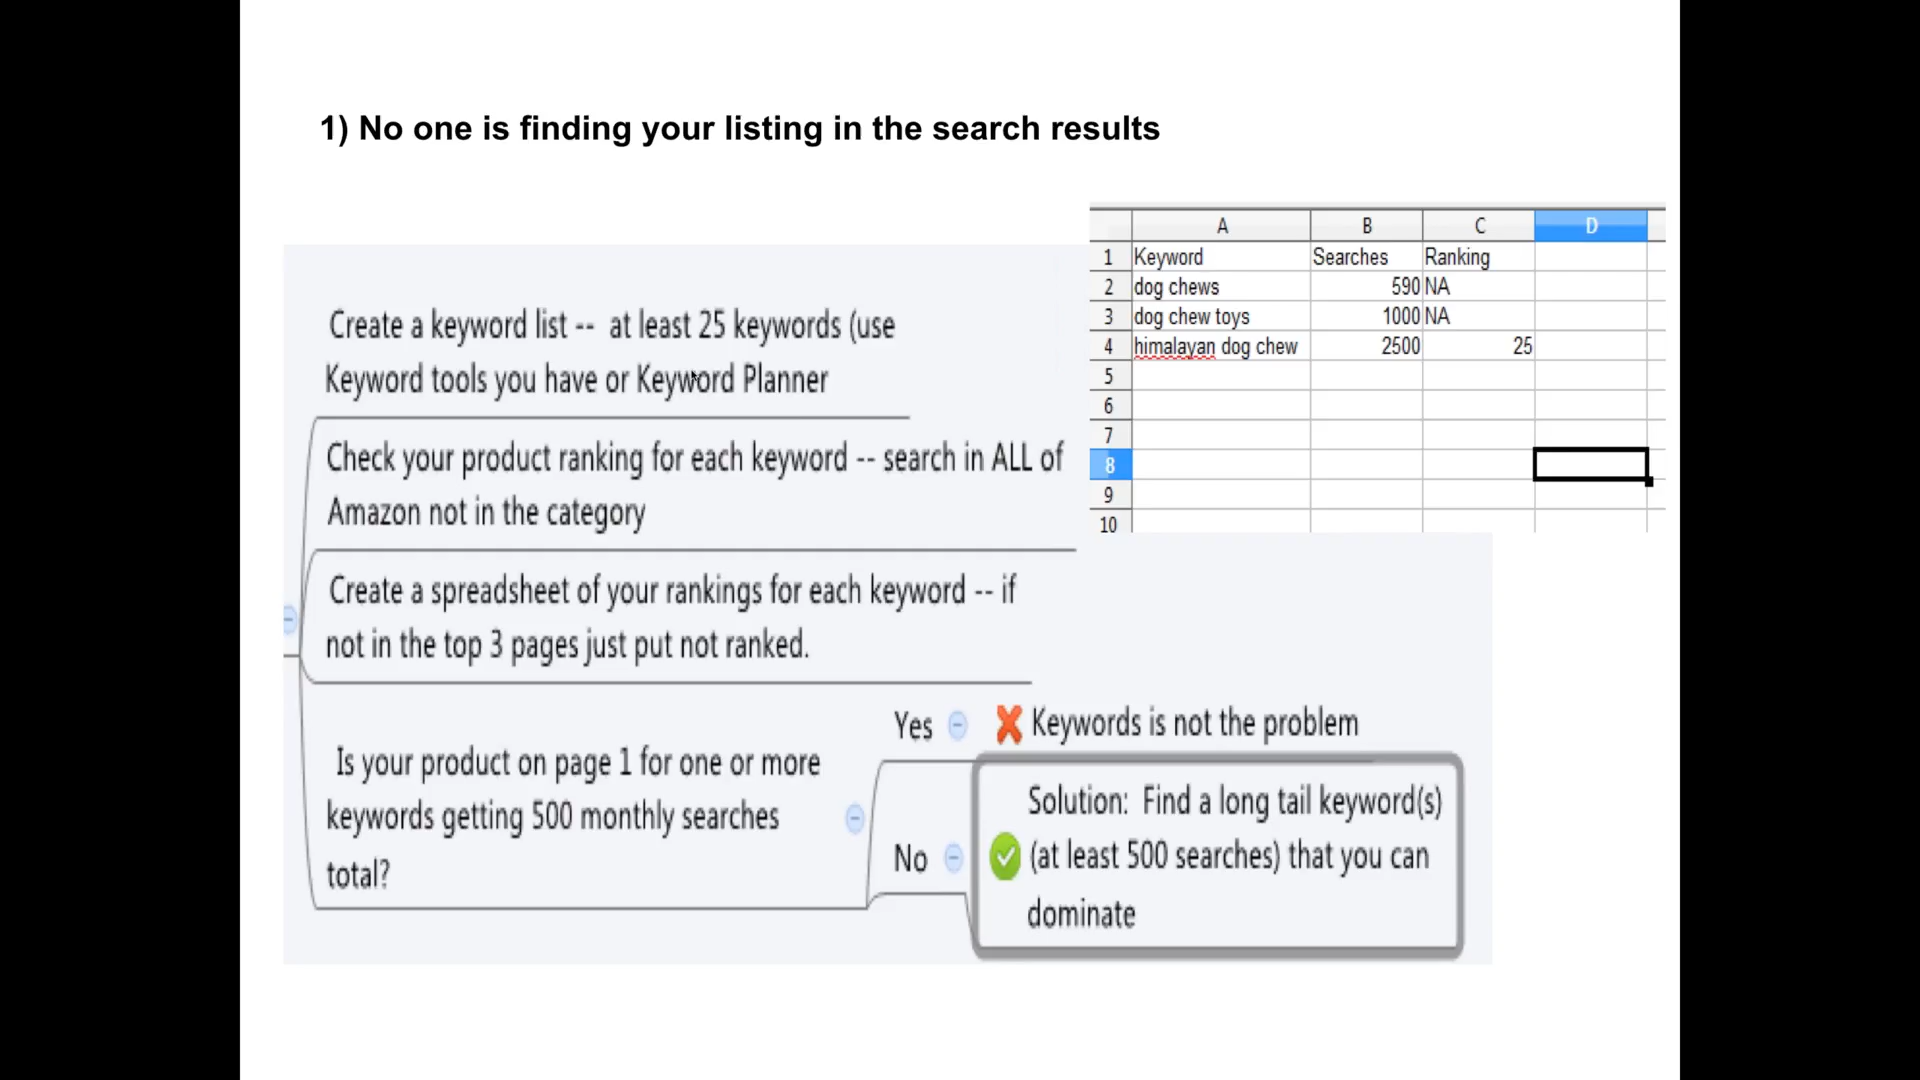 1) No one is finding your listing in the search results
A B C D
1 Keyword Searches Ranking
2 dog chews 590 NA
3 dog chew toys 1000 NA
4 himalayan dog chew 2500 25
5
6
7
8
9
10
Create a keyword list -- at least 25 keywords (use
Keyword tools you have or Keyword Planner
Check your product ranking for each keyword -- search in ALL of
Amazon not in the category
Create a spreadsheet of your rankings for each keyword -- if
not in the top 3 pages just put not ranked.
Is your product on page 1 for one or more
keywords getting 500 monthly searches
total?
Yes
Keywords is not the problem
No
Solution: Find a long tail keyword(s)
(at least 500 searches) that you can
dominate